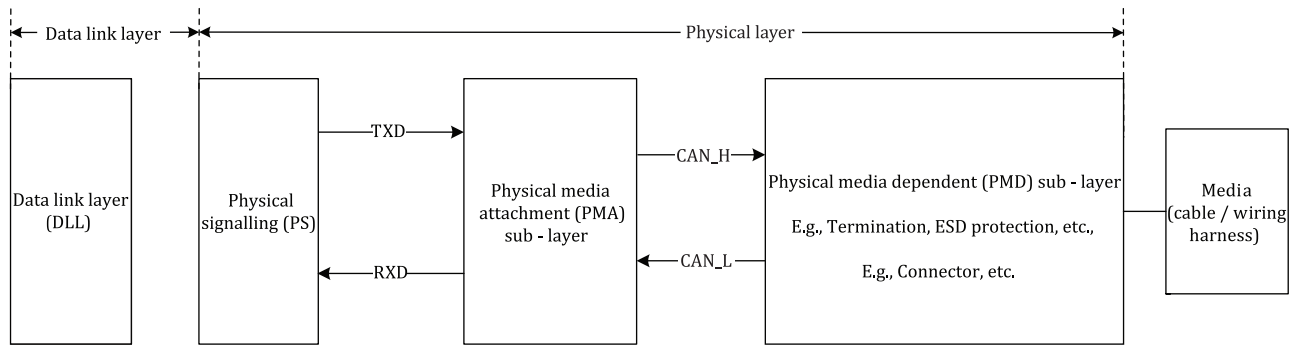 Data link layer
Physical layer
Data link layer
(DLL)
Physical
signalling (PS)
TXD
RXD
Physical media
attachment (PMA)
sub - layer
CAN_H
CAN_L
Physical media dependent (PMD) sub - layer
E.g., Termination, ESD protection, etc.,
E.g., Connector, etc.
Media
(cable / wiring
harness)